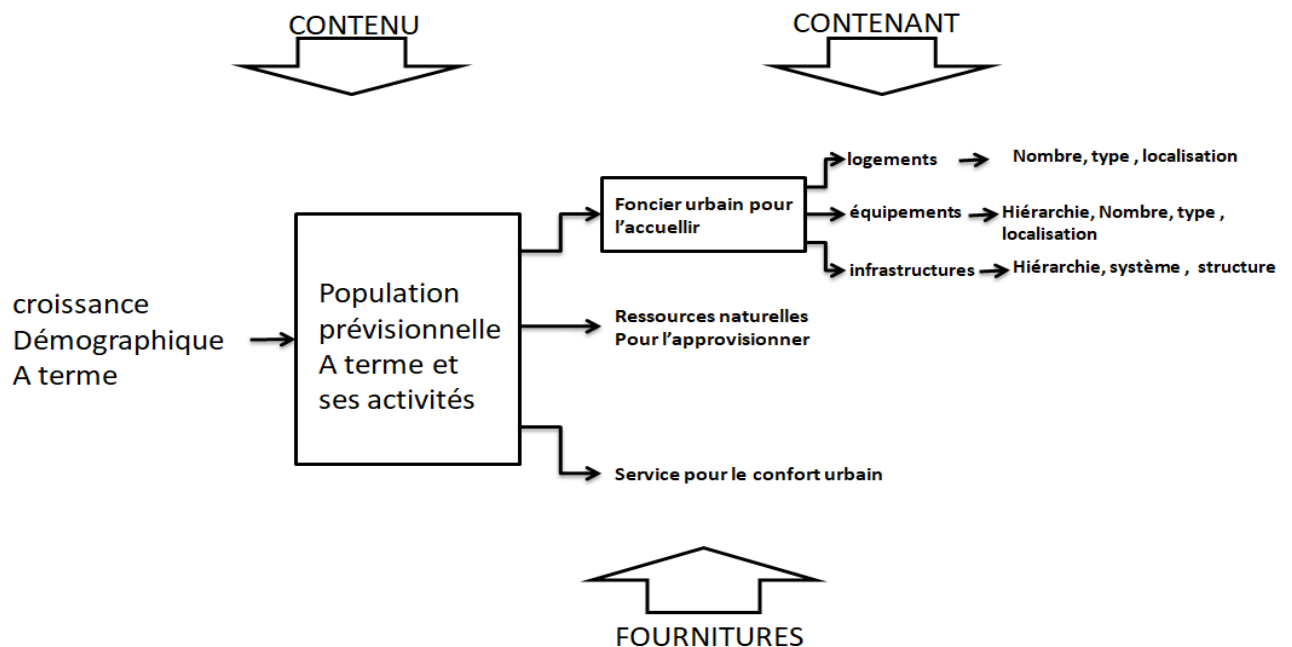 CONTENU
CONTENANT
logements
Nombre, type , localisation
Foncier urbain pour
l’accuellir
équipements
Hiérarchie, Nombre, type ,
localisation
infrastructures
Hiérarchie, système , structure
croissance
Démographique
A terme
Population
prévisionnelle
A terme et
ses activités
Ressources naturelles
Pour l’approvisionner
Service pour le confort urbain
FOURNITURES